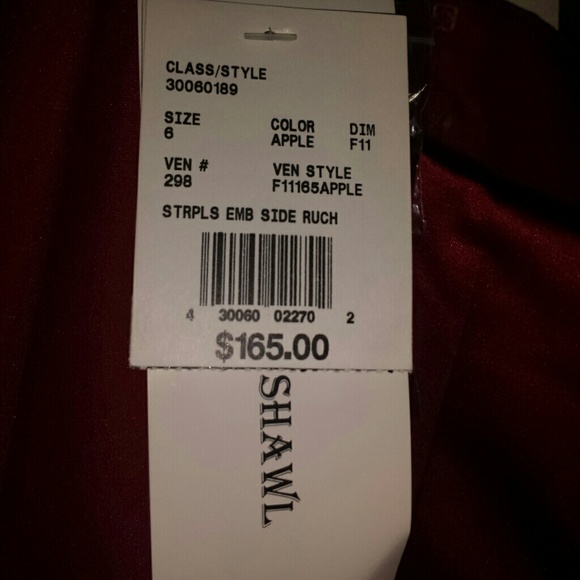 CLASS/STYLE
30060189
SIZE COLOR DIM
6 APPLE F11
VEN # VEN STYLE
298 F11165APPLE
STRPLS EMB SIDE RUCH
4 30060 02270 2
$165.00
SHAWL